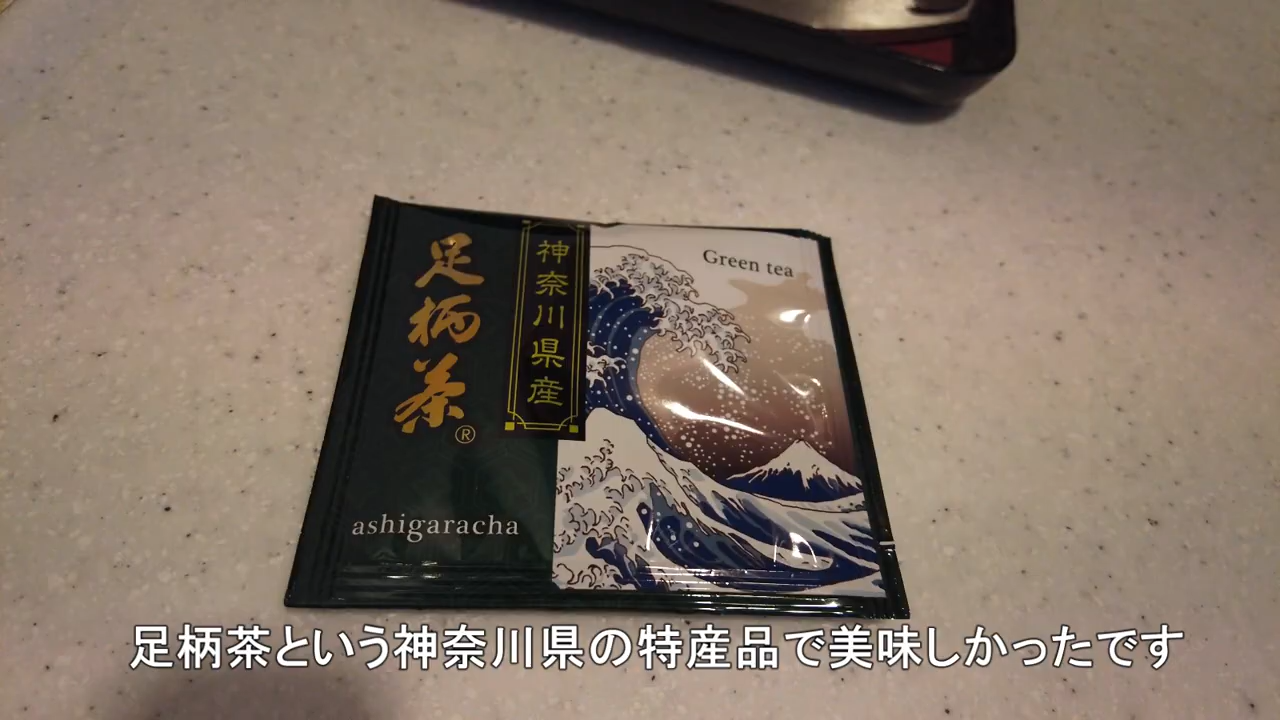 足柄茶®
神奈川県産
Green tea
ashigaracha
足柄茶という神奈川県の特産品で美味しかったです